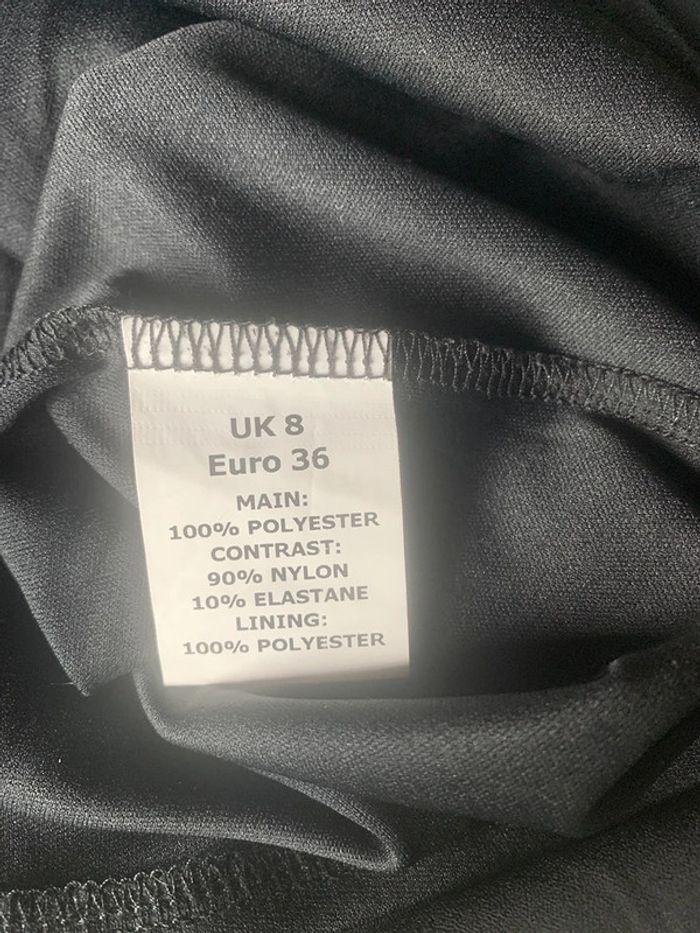 UK 8
Euro 36
MAIN:
100% POLYESTER
CONTRAST:
90% NYLON
10% ELASTANE
LINING:
100% POLYESTER